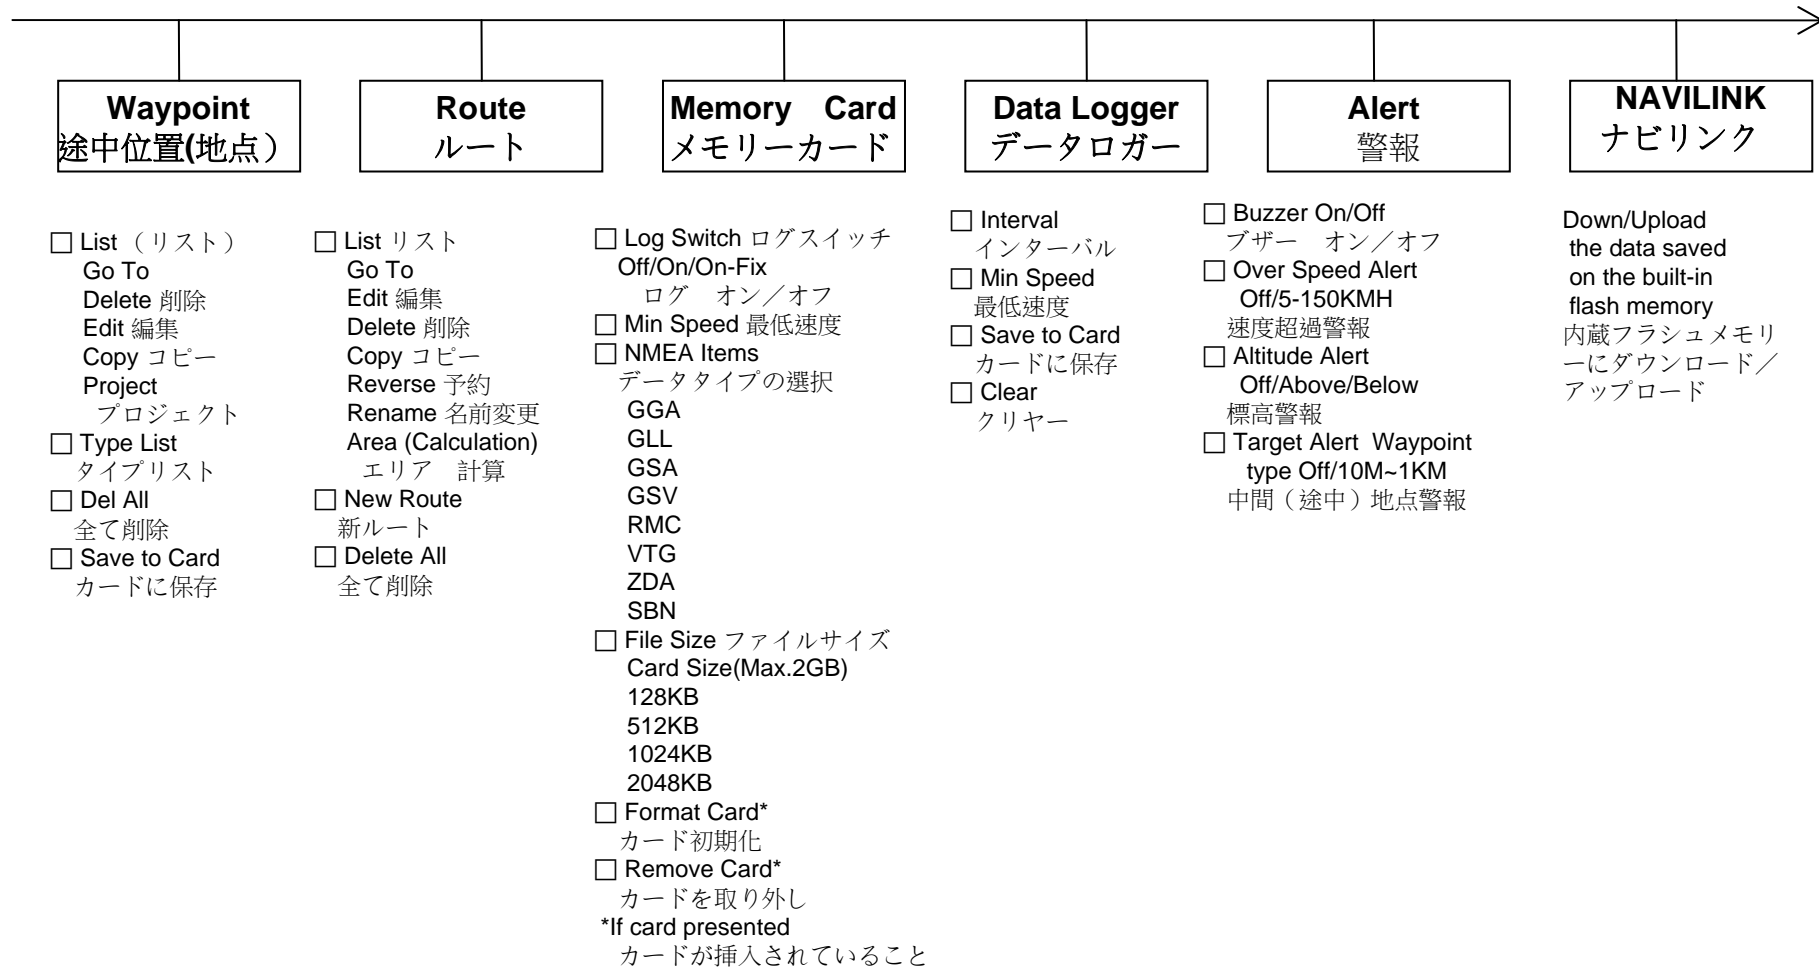 Waypoint
途中位置(地点）
□ List （リスト）
Go To
Delete 削除
Edit 編集
Copy コピー
Project
プロジェクト
□ Type List
タイプリスト
□ Del All
全て削除
□ Save to Card
カードに保存
Route
ルート
□ List リスト
Go To
Edit 編集
Delete 削除
Copy コピー
Reverse 予約
Rename 名前変更
Area (Calculation)
エリア　計算
□ New Route
新ルート
□ Delete All
全て削除
Memory　Card
メモリーカード
□ Log Switch ログスイッチ
Off/On/On-Fix
ログ　オン／オフ
□ Min Speed 最低速度
□ NMEA Items
データタイプの選択
GGA
GLL
GSA
GSV
RMC
VTG
ZDA
SBN
□ File Size ファイルサイズ
Card Size(Max.2GB)
128KB
512KB
1024KB
2048KB
□ Format Card*
カード初期化
□ Remove Card*
カードを取り外し
*If card presented
カードが挿入されていること
Data Logger
データロガー
□ Interval
インターバル
□ Min Speed
最低速度
□ Save to Card
カードに保存
□ Clear
クリヤー
Alert
警報
□ Buzzer On/Off
ブザー　オン／オフ
□ Over Speed Alert
Off/5-150KMH
速度超過警報
□ Altitude Alert
Off/Above/Below
標高警報
□ Target Alert Waypoint
type Off/10M~1KM
中間（途中）地点警報
NAVILINK
ナビリンク
Down/Upload
the data saved
on the built-in
flash memory
内蔵フラシュメモリ
ーにダウンロード／
アップロード